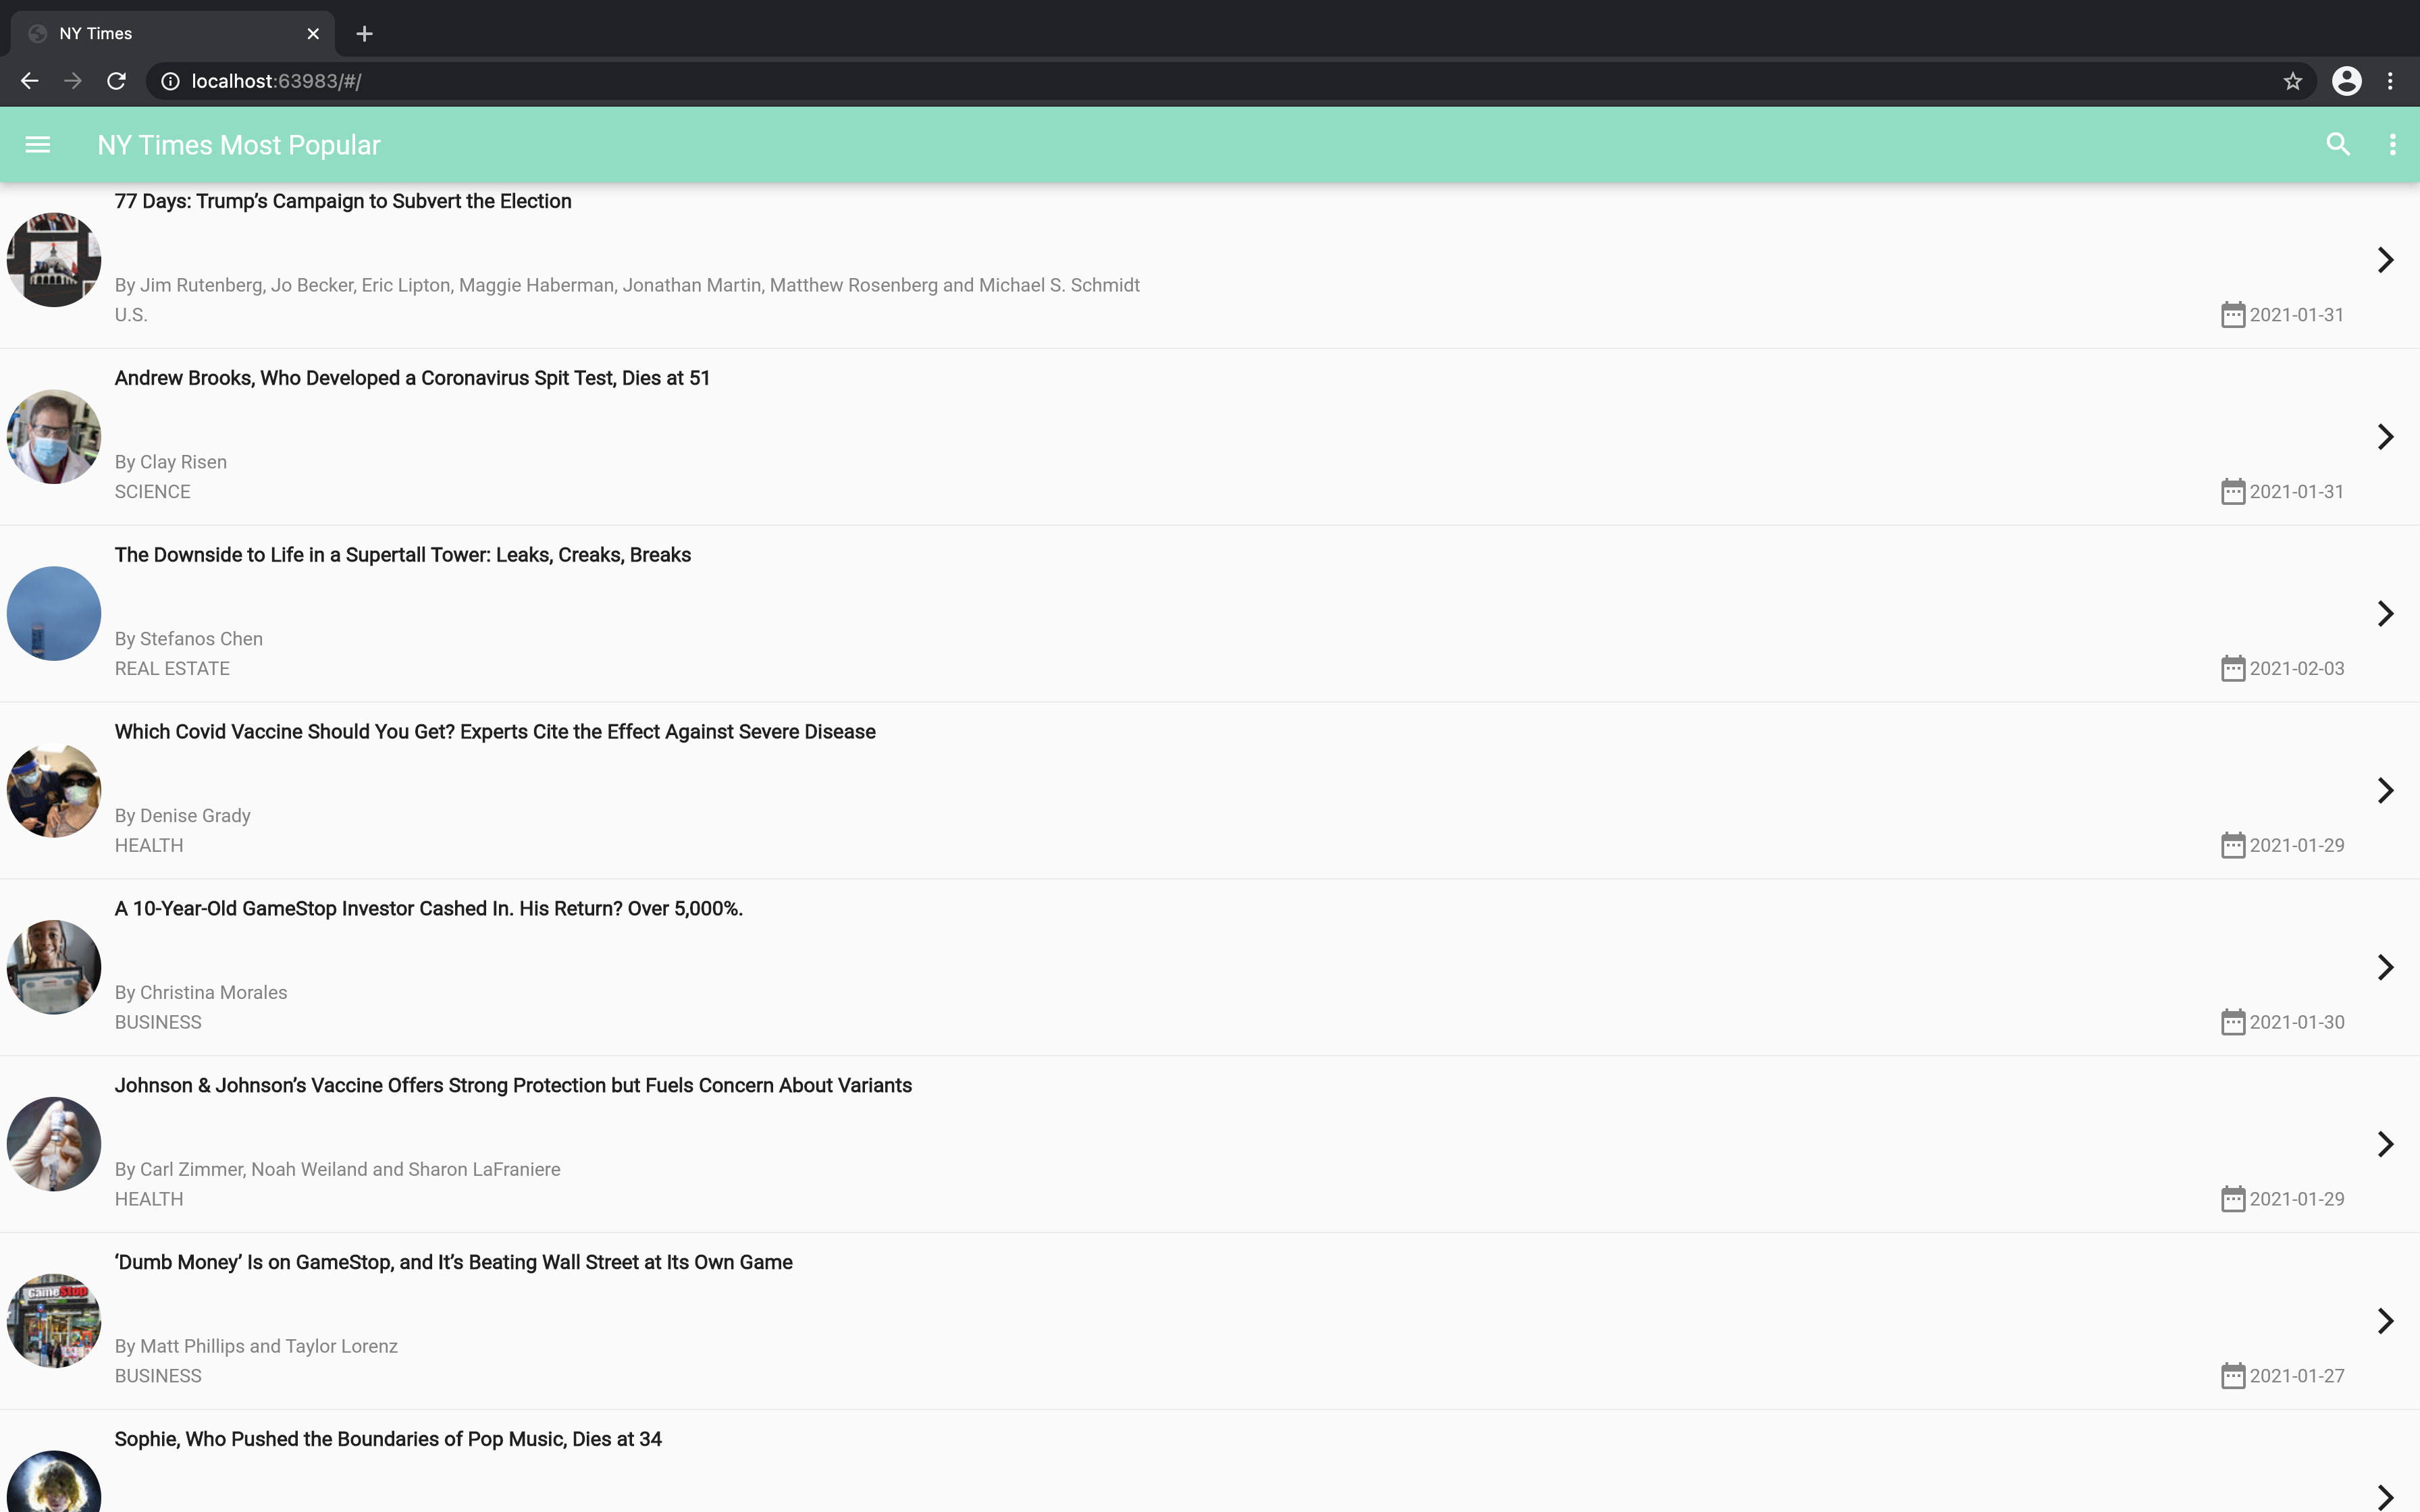 NY Times
localhost:63983/#/
NY Times Most Popular
77 Days: Trump’s Campaign to Subvert the Election
By Jim Rutenberg, Jo Becker, Eric Lipton, Maggie Haberman, Jonathan Martin, Matthew Rosenberg and Michael S. Schmidt
U.S.
2021-01-31
Andrew Brooks, Who Developed a Coronavirus Spit Test, Dies at 51
By Clay Risen
SCIENCE
2021-01-31
The Downside to Life in a Supertall Tower: Leaks, Creaks, Breaks
By Stefanos Chen
REAL ESTATE
2021-02-03
Which Covid Vaccine Should You Get? Experts Cite the Effect Against Severe Disease
By Denise Grady
HEALTH
2021-01-29
A 10-Year-Old GameStop Investor Cashed In. His Return? Over 5,000%.
By Christina Morales
BUSINESS
2021-01-30
Johnson & Johnson’s Vaccine Offers Strong Protection but Fuels Concern About Variants
By Carl Zimmer, Noah Weiland and Sharon LaFraniere
HEALTH
2021-01-29
‘Dumb Money’ Is on GameStop, and It’s Beating Wall Street at Its Own Game
GameStop
By Matt Phillips and Taylor Lorenz
BUSINESS
2021-01-27
Sophie, Who Pushed the Boundaries of Pop Music, Dies at 34